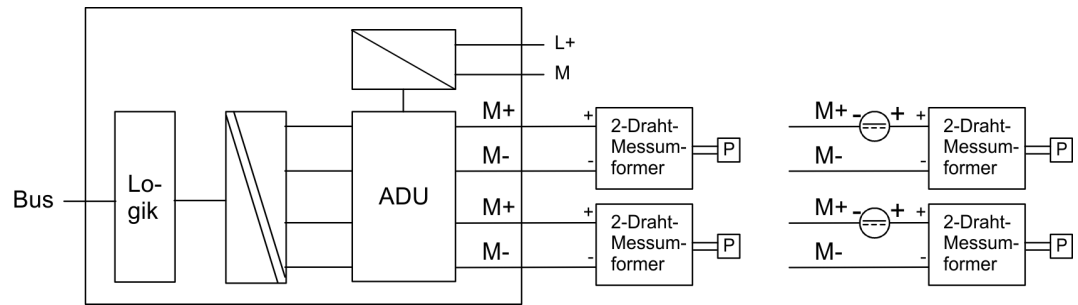 L+
M
M+
+
2-Draht-
Messum-
former
P
M-
-
Bus
Lo-
gik
ADU
M+
+
2-Draht-
Messum-
former
P
M-
-
M+
- +
+
2-Draht-
Messum-
former
P
M-
-
M+
- +
+
2-Draht-
Messum-
former
P
M-
-